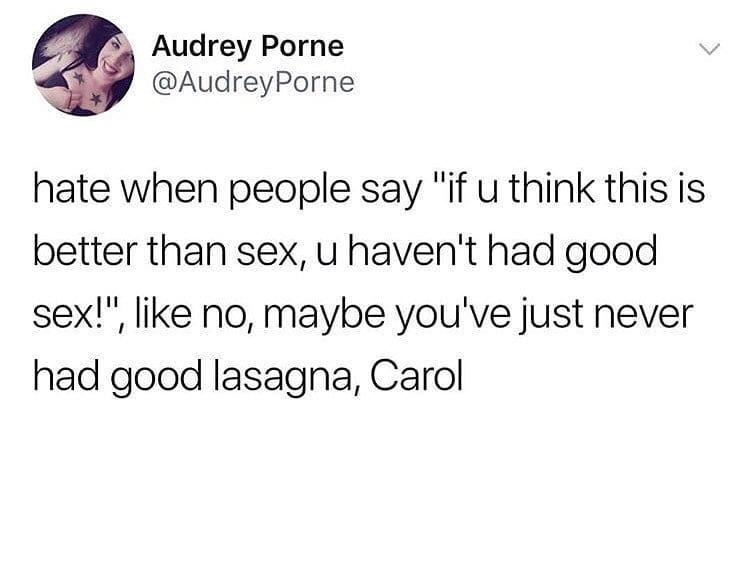 Audrey Porne
@AudreyPorne
hate when people say "if u think this is
better than sex, u haven't had good
sex!", like no, maybe you've just never
had good lasagna, Carol